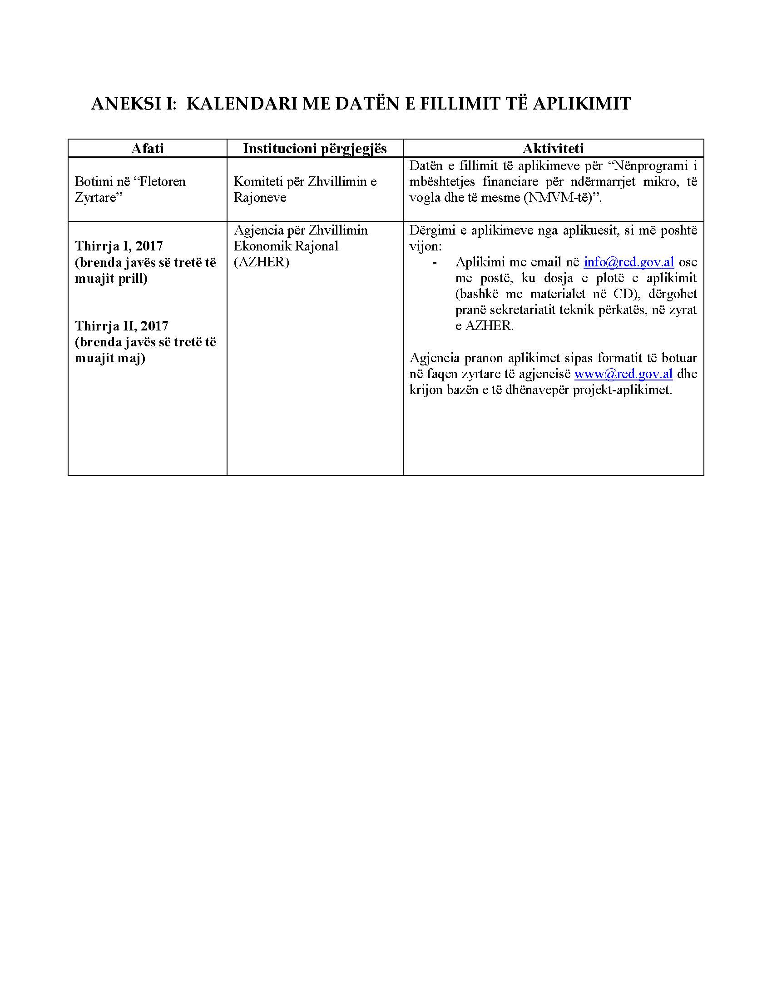 ANEKSI I:  KALENDARI ME DATËN E FILLIMIT TË APLIKIMIT
Afati
Institucioni përgjegjës
Aktiviteti
Botimi në “Fletoren
Zyrtare”
Komiteti për Zhvillimin e
Rajoneve
Datën e fillimit të aplikimeve për “Nënprogrami i
mbështetjes financiare për ndërmarrjet mikro, të
vogla dhe të mesme (NMVM-të)”.
Thirrja I, 2017
(brenda javës së tretë të
muajit prill)
Thirrja II, 2017
(brenda javës së tretë të
muajit maj)
Agjencia për Zhvillimin
Ekonomik Rajonal
(AZHER)
Dërgimi e aplikimeve nga aplikuesit, si më poshtë
vijon:
- Aplikimi me email në info@red.gov.al ose
me postë, ku dosja e plotë e aplikimit
(bashkë me materialet në CD), dërgohet
pranë sekretariatit teknik përkatës, në zyrat
e AZHER.
Agjencia pranon aplikimet sipas formatit të botuar
në faqen zyrtare të agjencisë www@red.gov.al dhe
krijon bazën e të dhënavepër projekt-aplikimet.